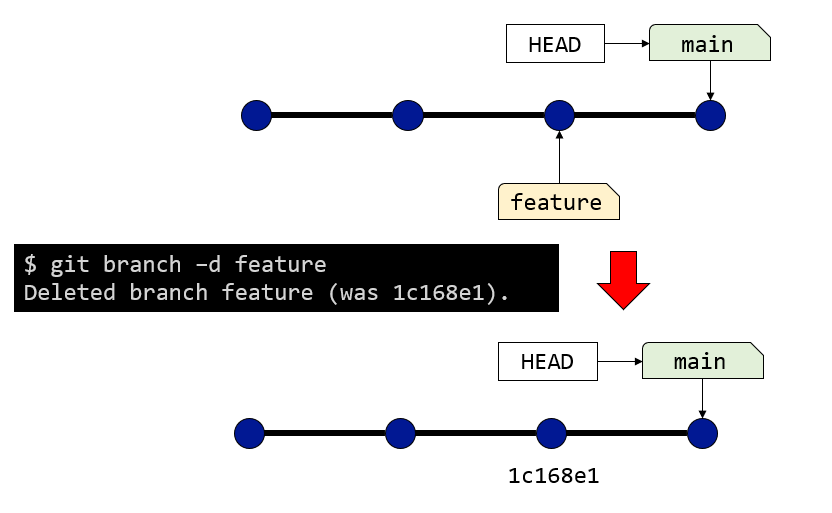 HEAD
main
feature
$ git branch –d feature
Deleted branch feature (was 1c168e1).
HEAD
main
1c168e1